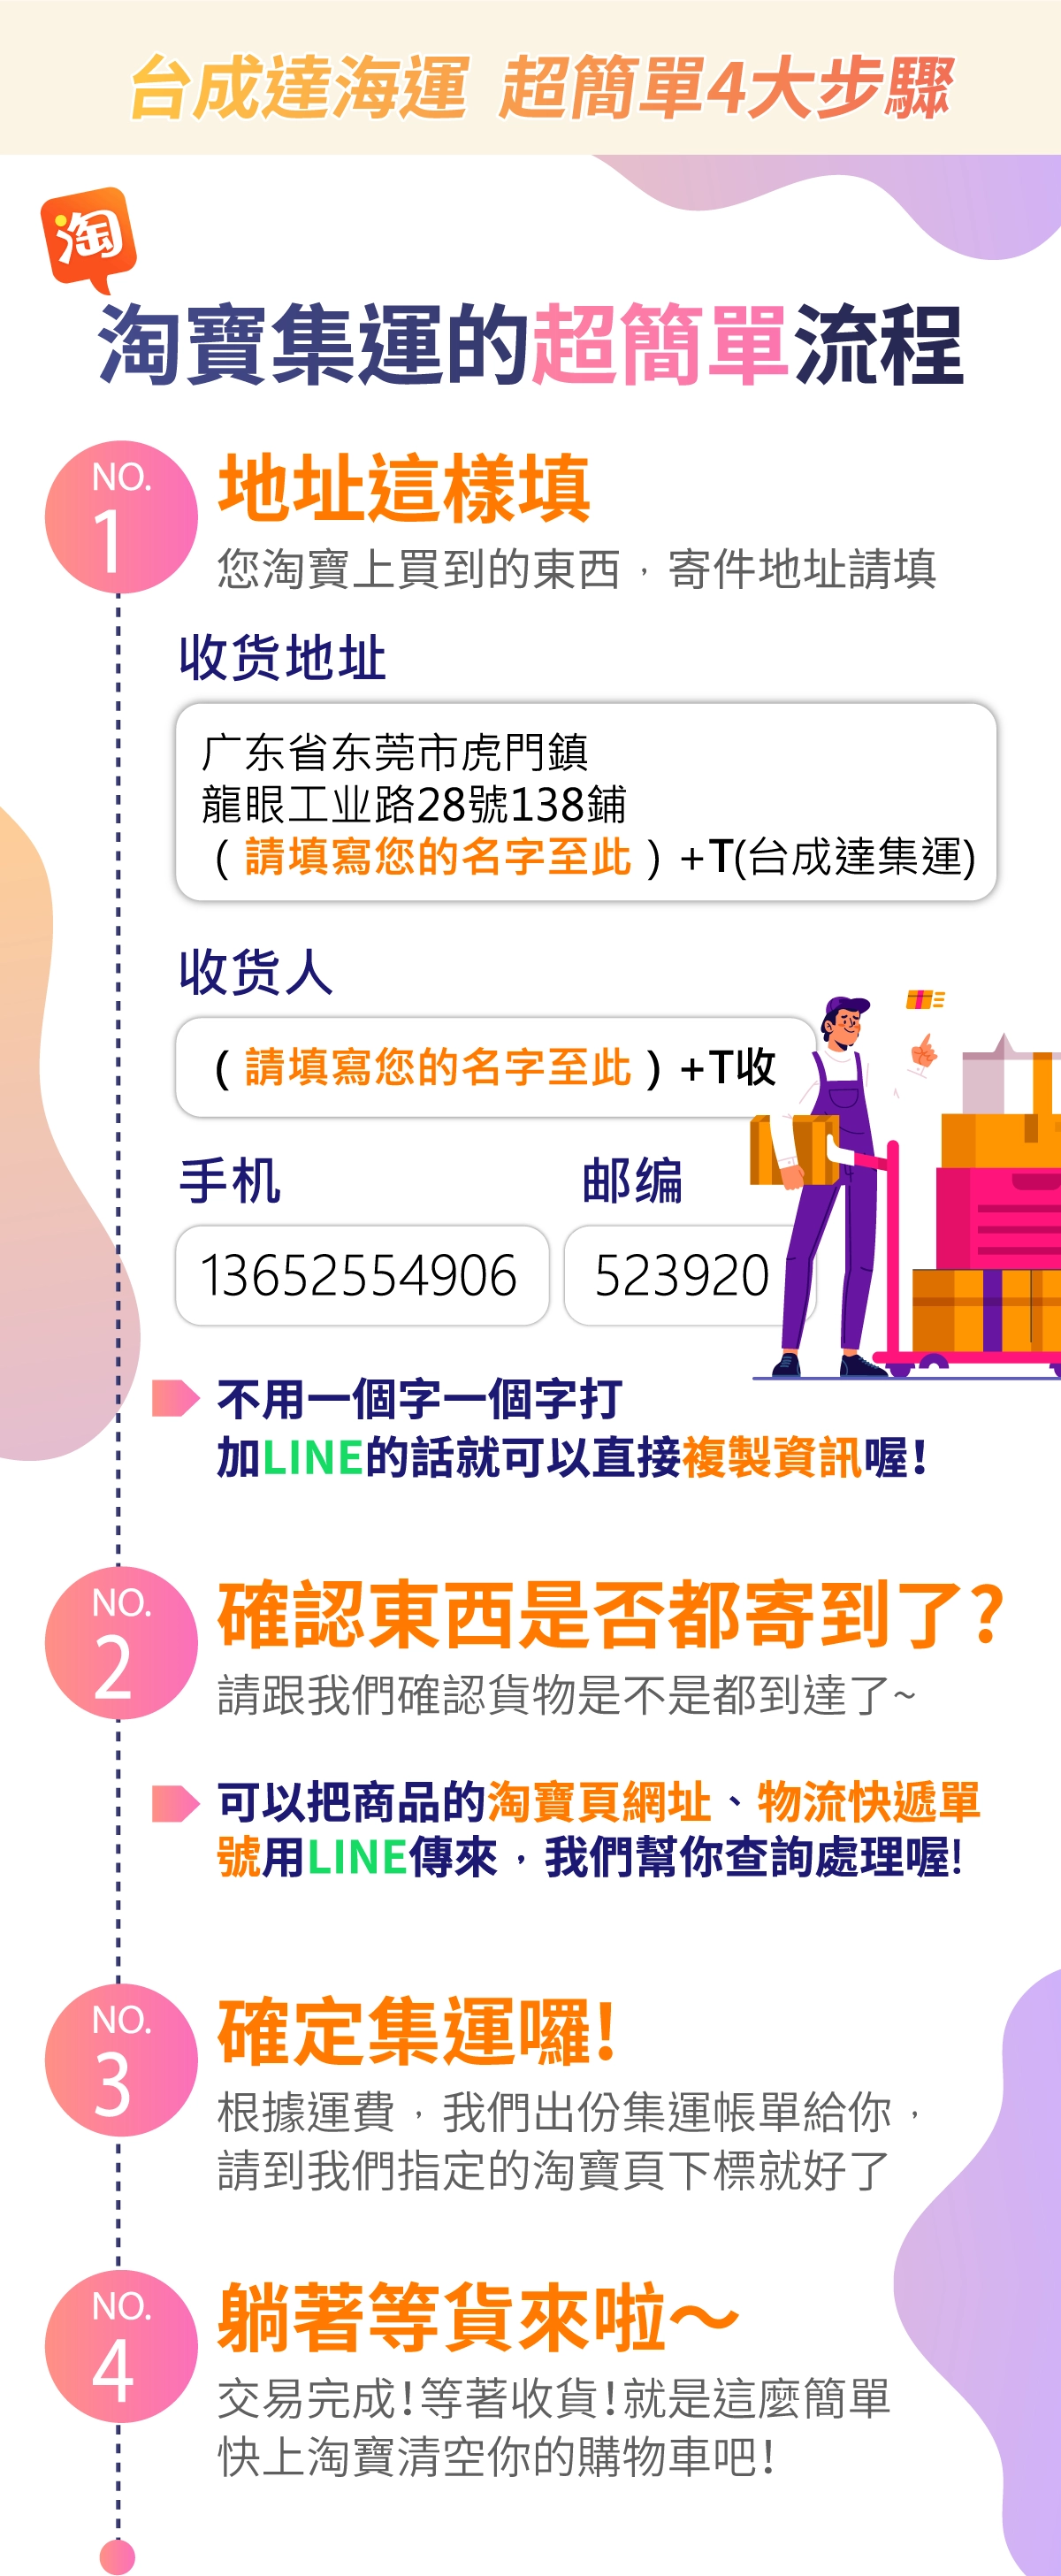 台成達海運 超簡單4大步驟
淘
淘寶集運的超簡單流程
NO.
1
地址這樣填
您淘寶上買到的東西，寄件地址請填
收货地址
广东省东莞市虎門鎮
龍眼工业路28號138鋪
（請填寫您的名字至此）+T(台成達集運)
收货人
（請填寫您的名字至此）+T收
手机 邮编
13652554906 523920
不用一個字一個字打
加LINE的話就可以直接複製資訊喔!
NO.
2
確認東西是否都寄到了?
請跟我們確認貨物是不是都到達了~
可以把商品的淘寶頁網址、物流快遞單
號用LINE傳來，我們幫你查詢處理喔!
NO.
3
確定集運囉!
根據運費，我們出份集運帳單給你，
請到我們指定的淘寶頁下標就好了
NO.
4
躺著等貨來啦～
交易完成!等著收貨!就是這麼簡單
快上淘寶清空你的購物車吧!